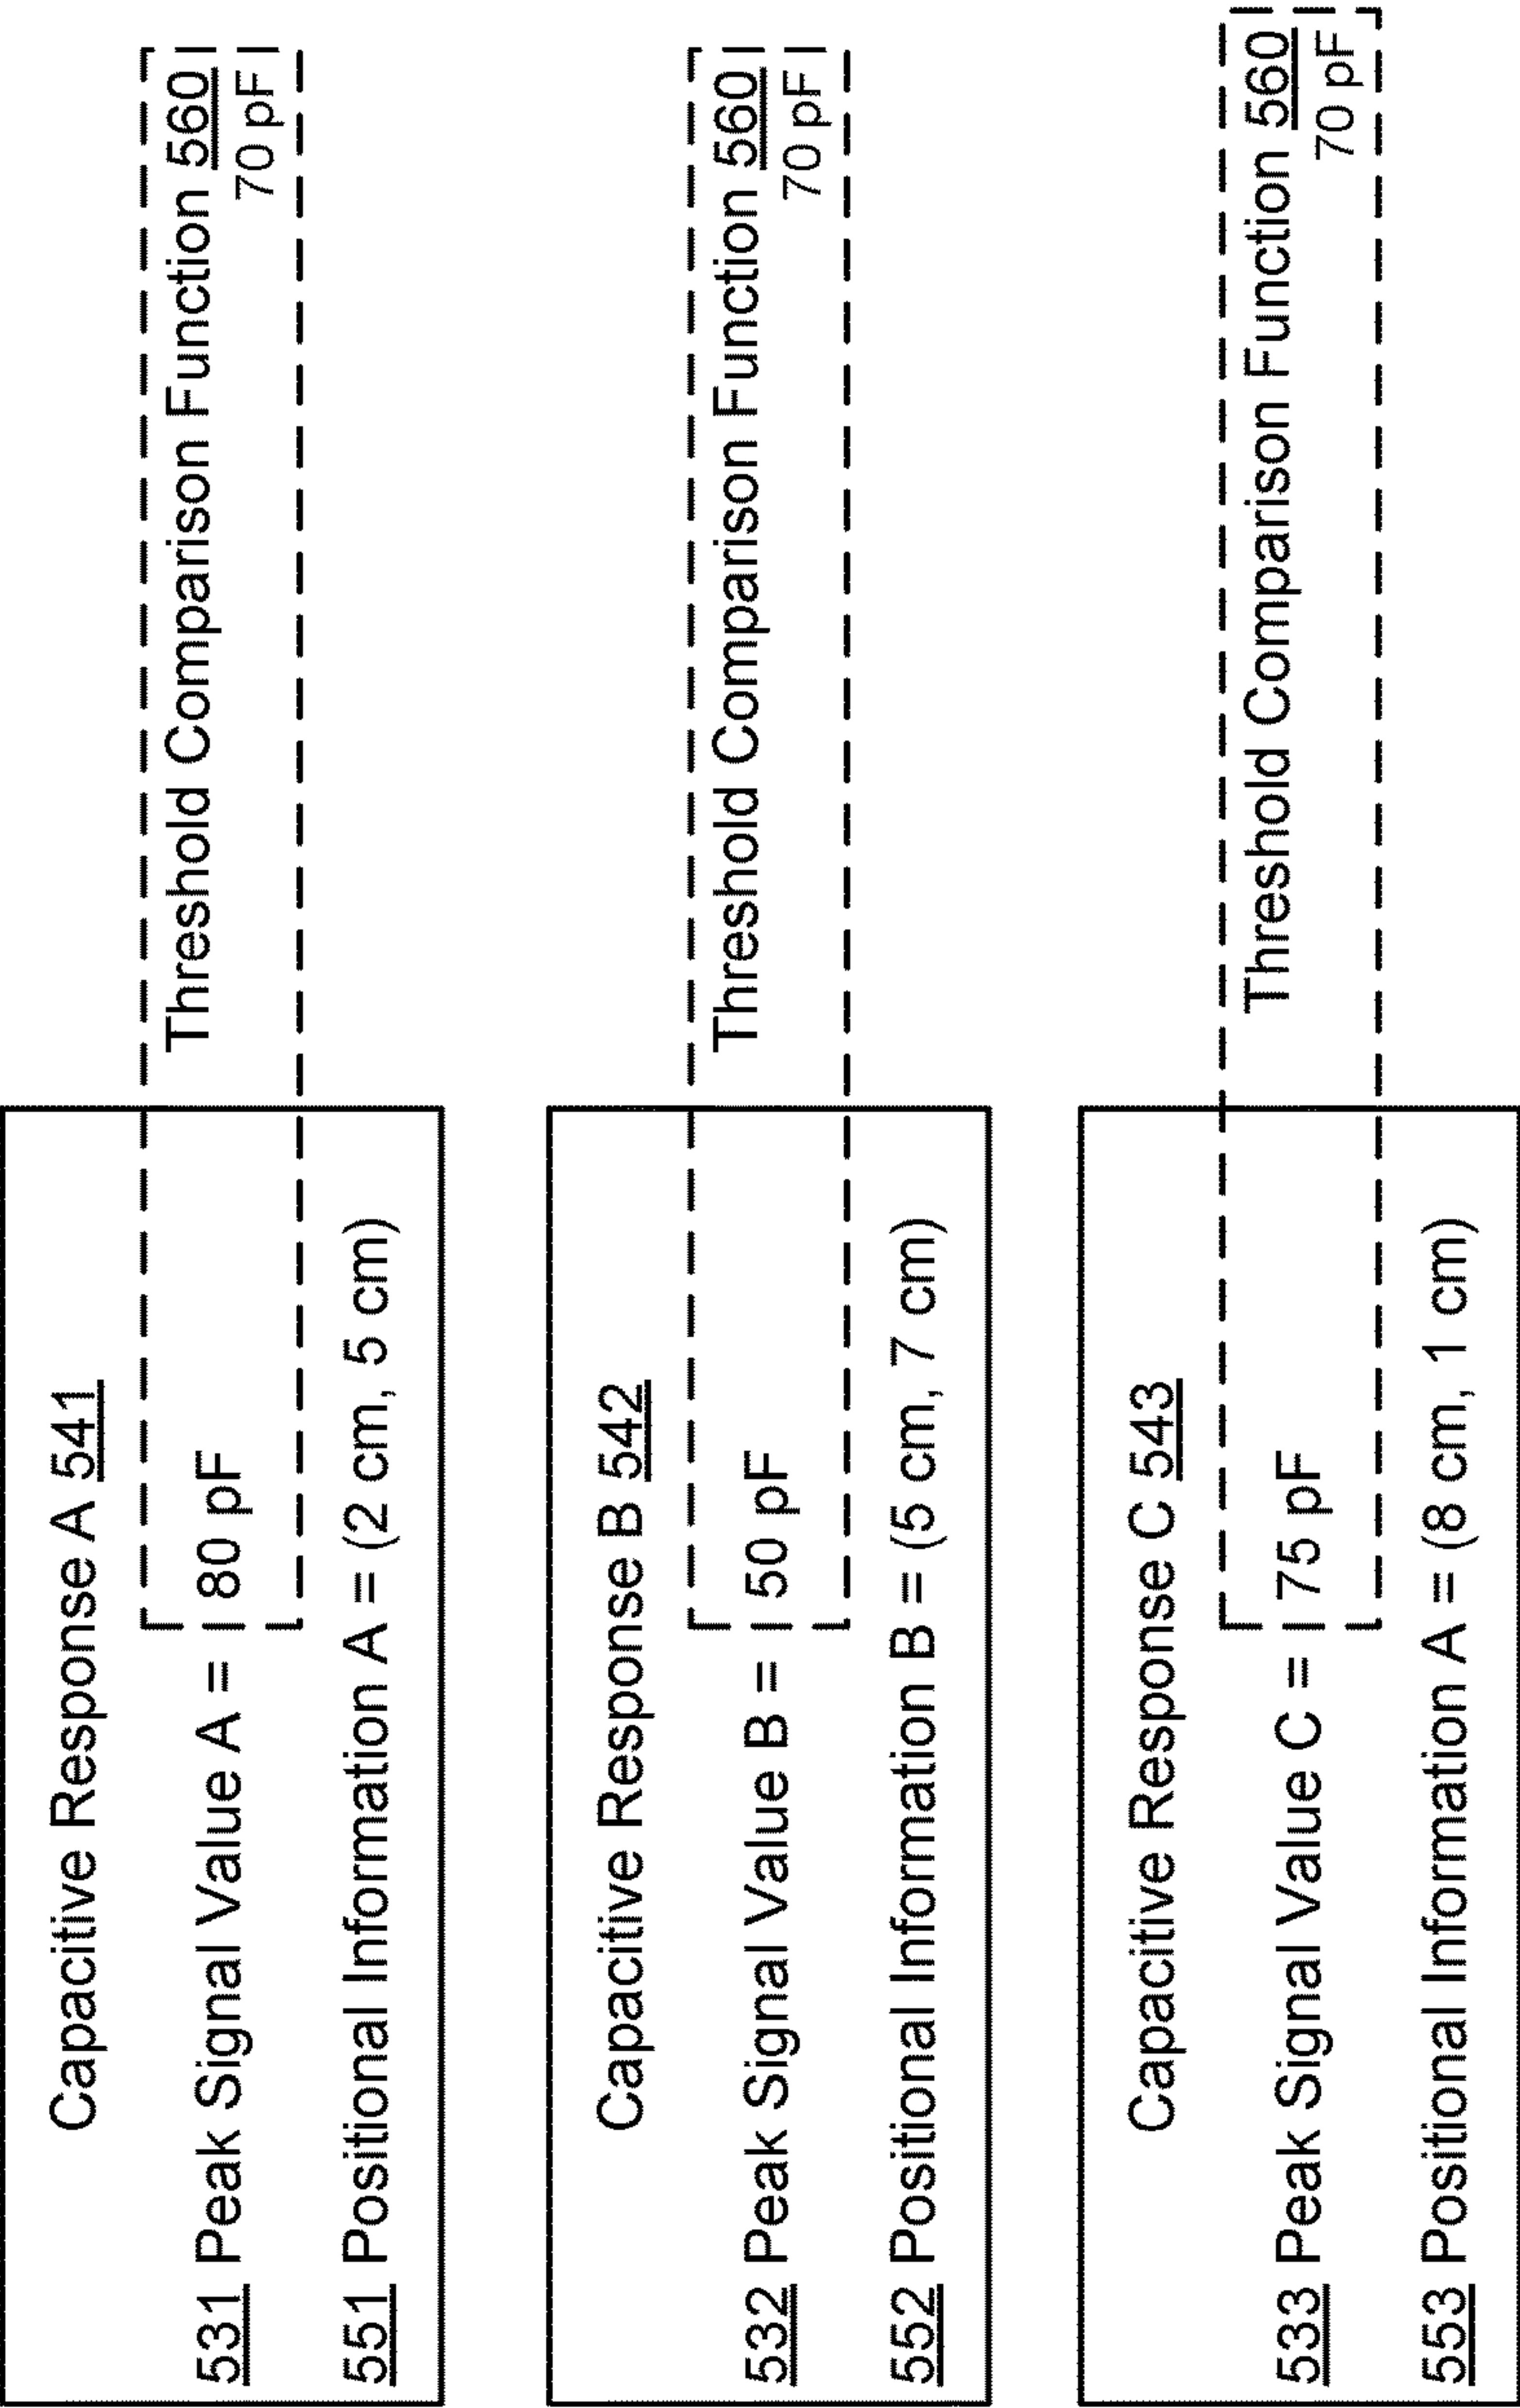 Capacitive Response A 541
531 Peak Signal Value A = 80 pF
Threshold Comparison Function 560
70 pF
551 Positional Information A = (2 cm, 5 cm)
Capacitive Response B 542
532 Peak Signal Value B = 50 pF
Threshold Comparison Function 560
70 pF
552 Positional Information B = (5 cm, 7 cm)
Capacitive Response C 543
533 Peak Signal Value C = 75 pF
Threshold Comparison Function 560
70 pF
553 Positional Information A = (8 cm, 1 cm)